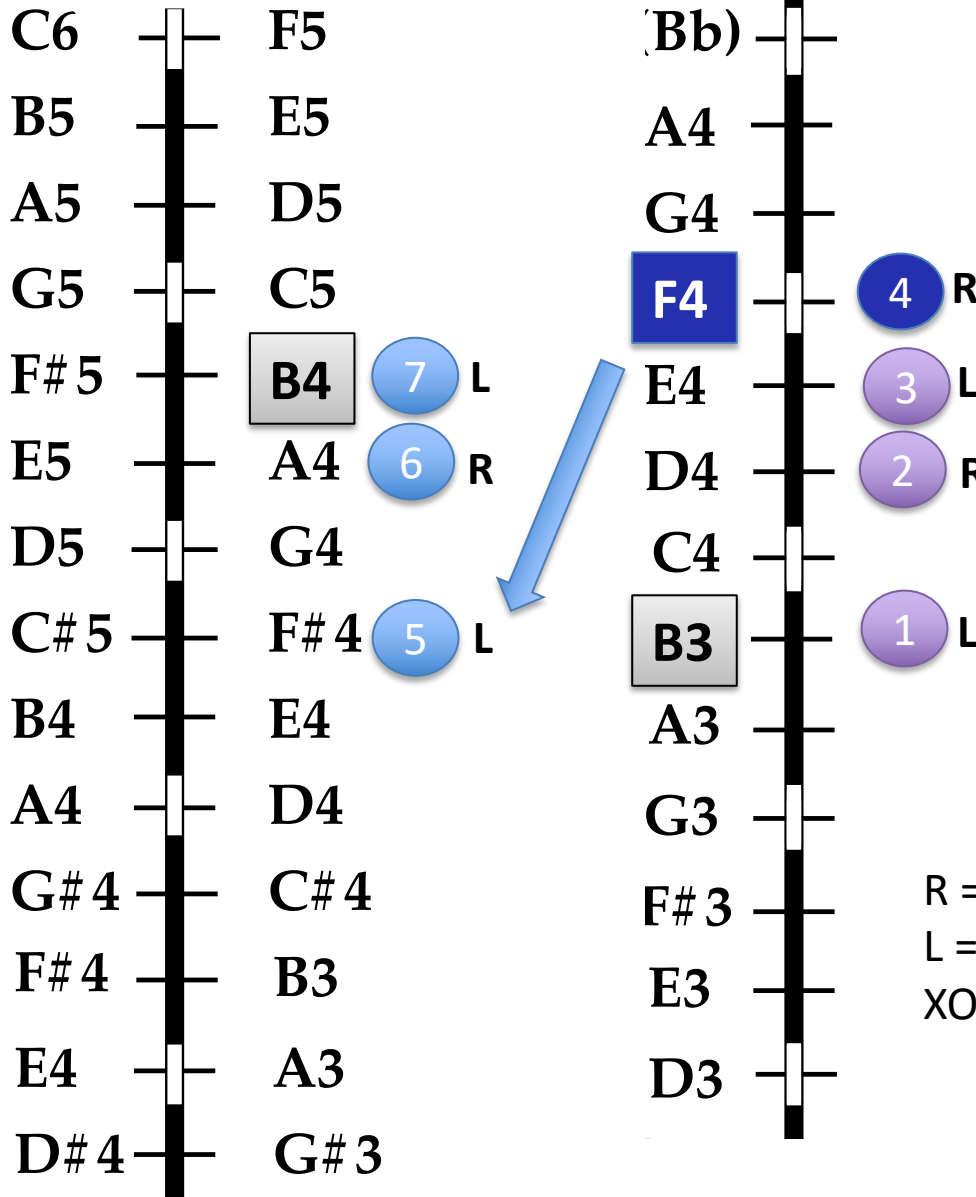 C6 F5 (Bb)
B5 E5 A4
A5 D5 G4
G5 C5 F4 4 R
F#5 B4 7 L E4 3 L
E5 A4 6 R D4 2 R
D5 G4 C4
C#5 F#4 5 L B3 1 L
B4 E4 A3
A4 D4 G3
G#4 C#4 F#3 R =
L =
F#4 B3 E3 XO
E4 A3 D3
D#4 G#3